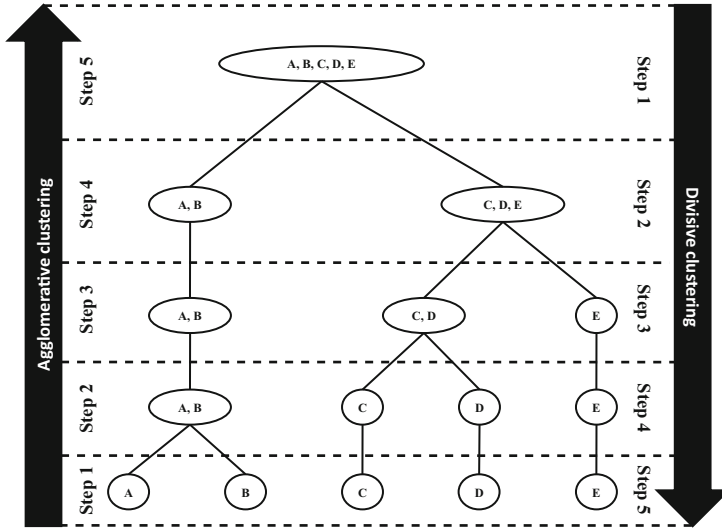 Agglomerative clustering
Step 5
A, B, C, D, E
Step 1
Step 4
A, B
C, D, E
Step 2
Step 3
A, B
C, D
E
Step 3
Step 2
A, B
C
D
E
Step 4
Step 1
A
B
C
D
E
Step 5
Divisive clustering